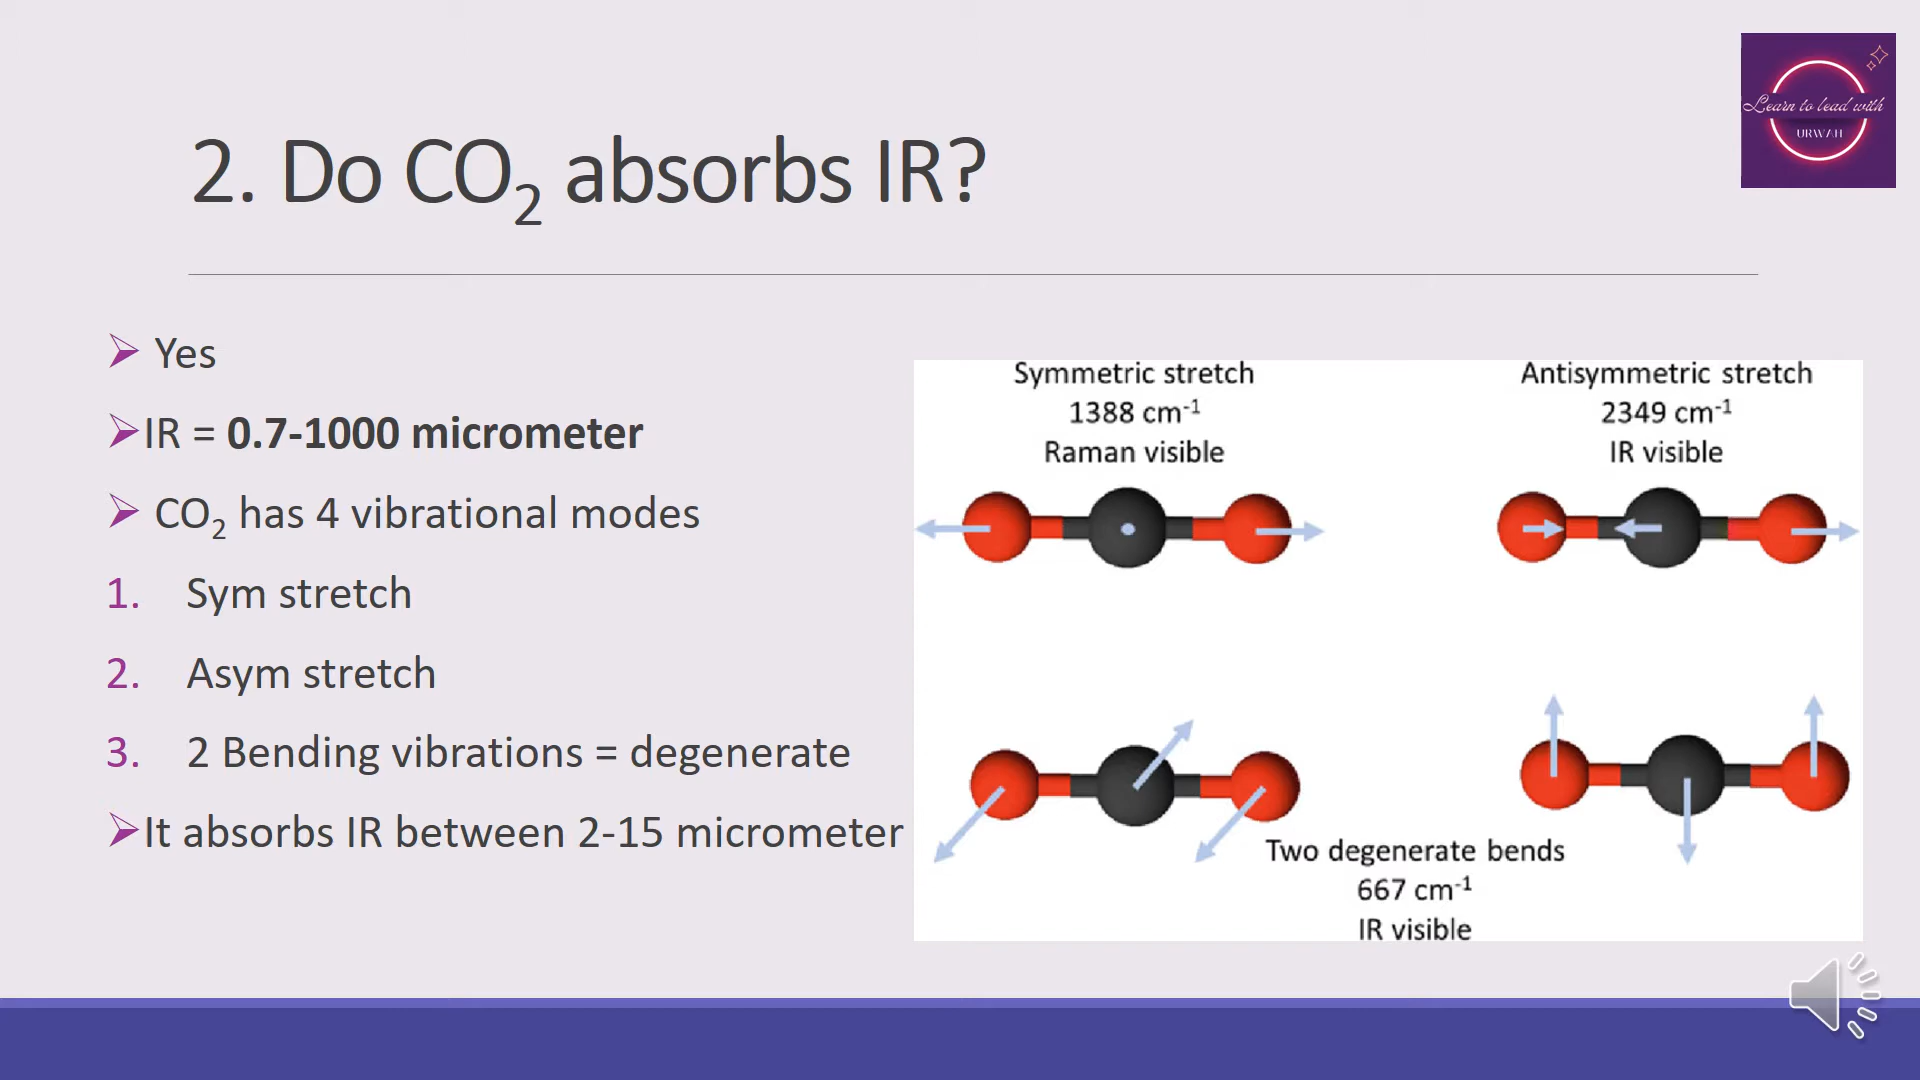 Learn to lead with
URWAH
2. Do CO₂ absorbs IR?
➢ Yes
➢IR = 0.7-1000 micrometer
➢ CO₂ has 4 vibrational modes
1. Sym stretch
2. Asym stretch
3. 2 Bending vibrations = degenerate
➢It absorbs IR between 2-15 micrometer
Symmetric stretch
1388 cm⁻¹
Raman visible
Antisymmetric stretch
2349 cm⁻¹
IR visible
Two degenerate bends
667 cm⁻¹
IR visible